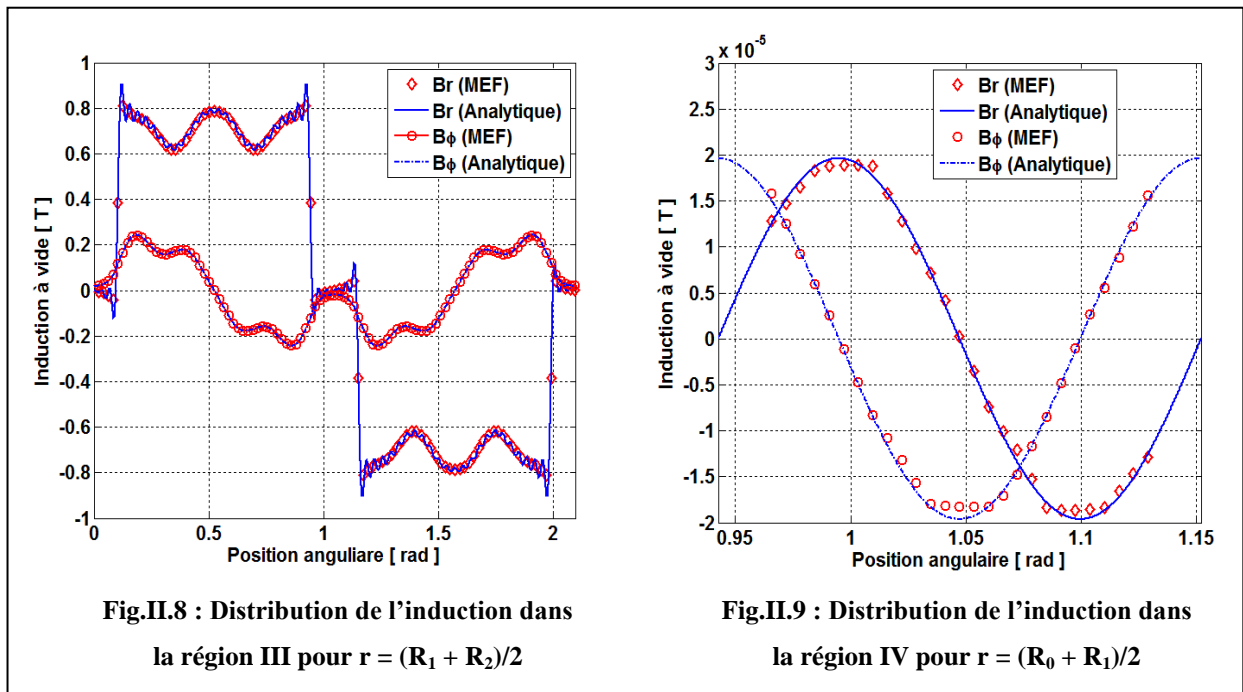 1
0.8
0.6
0.4
0.2
0
-0.2
-0.4
-0.6
-0.8
-1
0 0.5 1 1.5 2
Induction à vide [ T ]
Position anguliare [ rad ]
Br (MEF)
Br (Analytique)
Bϕ (MEF)
Bϕ (Analytique)
Fig.II.8 : Distribution de l’induction dans
la région III pour r = (R₁ + R₂)/2
x 10⁻⁵
3
2.5
2
1.5
1
0.5
0
-0.5
-1
-1.5
-2
0.95 1 1.05 1.1 1.15
Induction à vide [ T ]
Position angulaire [ rad ]
Br (MEF)
Br (Analytique)
Bϕ (MEF)
Bϕ (Analytique)
Fig.II.9 : Distribution de l’induction dans
la région IV pour r = (R₀ + R₁)/2